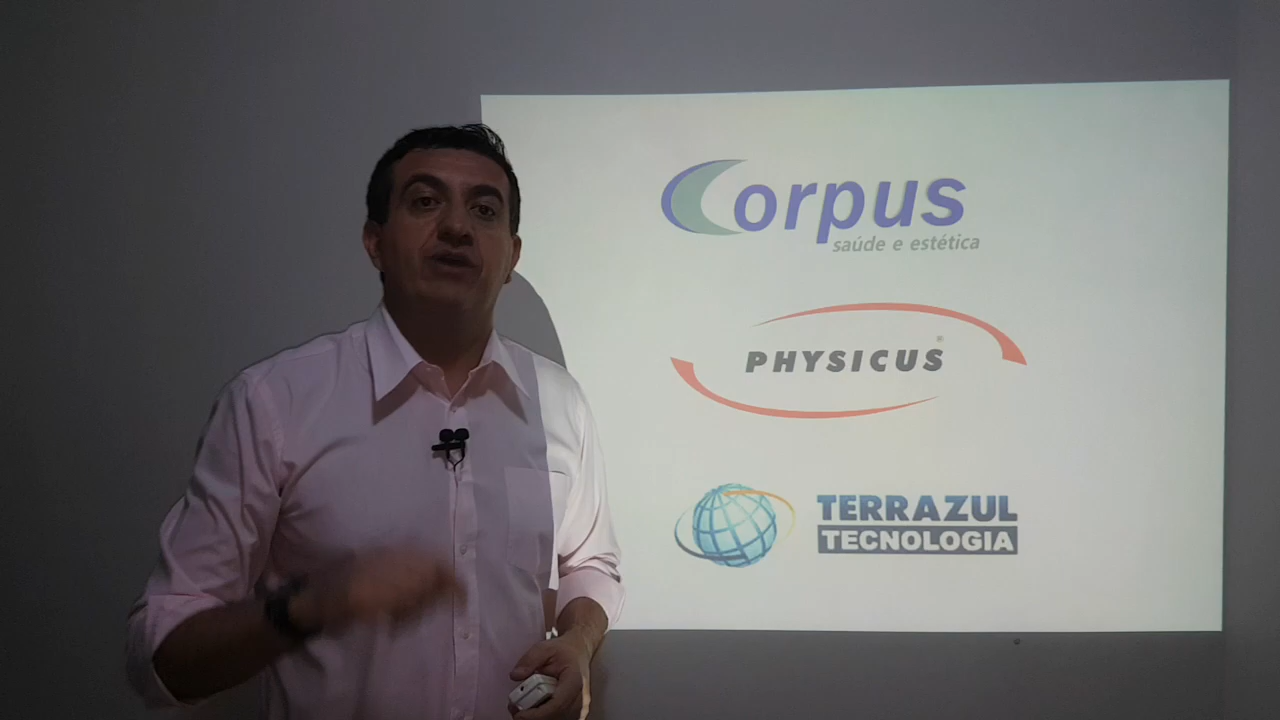 Corpus
saúde e estética
PHYSICUS®
TERRAZUL
TECNOLOGIA